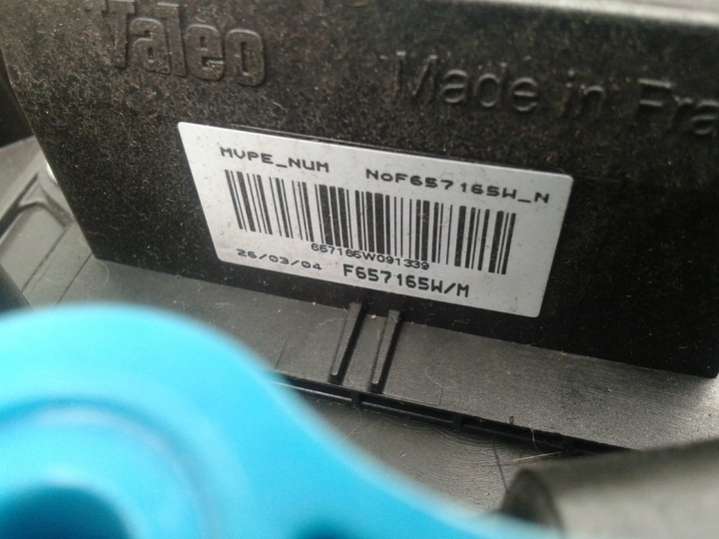 Valeo
Made in Fra
MVPE_NUM NoF657165W_N
657165W091339
26/03/04 F657165W/M